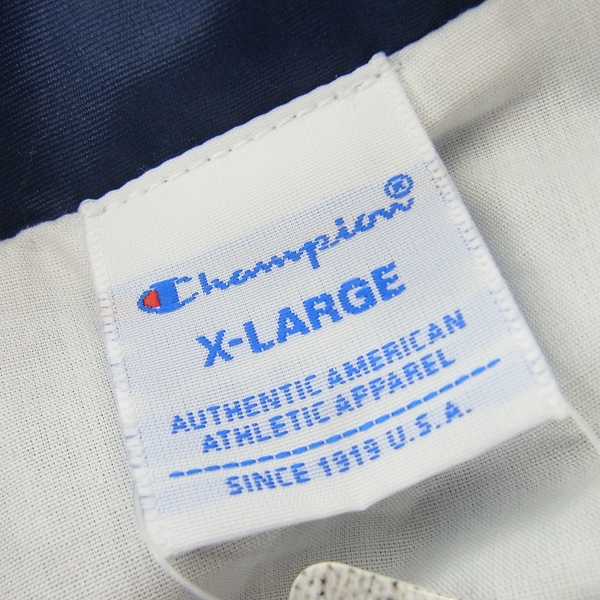 Champion®
X-LARGE
AUTHENTIC AMERICAN
ATHLETIC APPAREL
SINCE 1919 U.S.A.